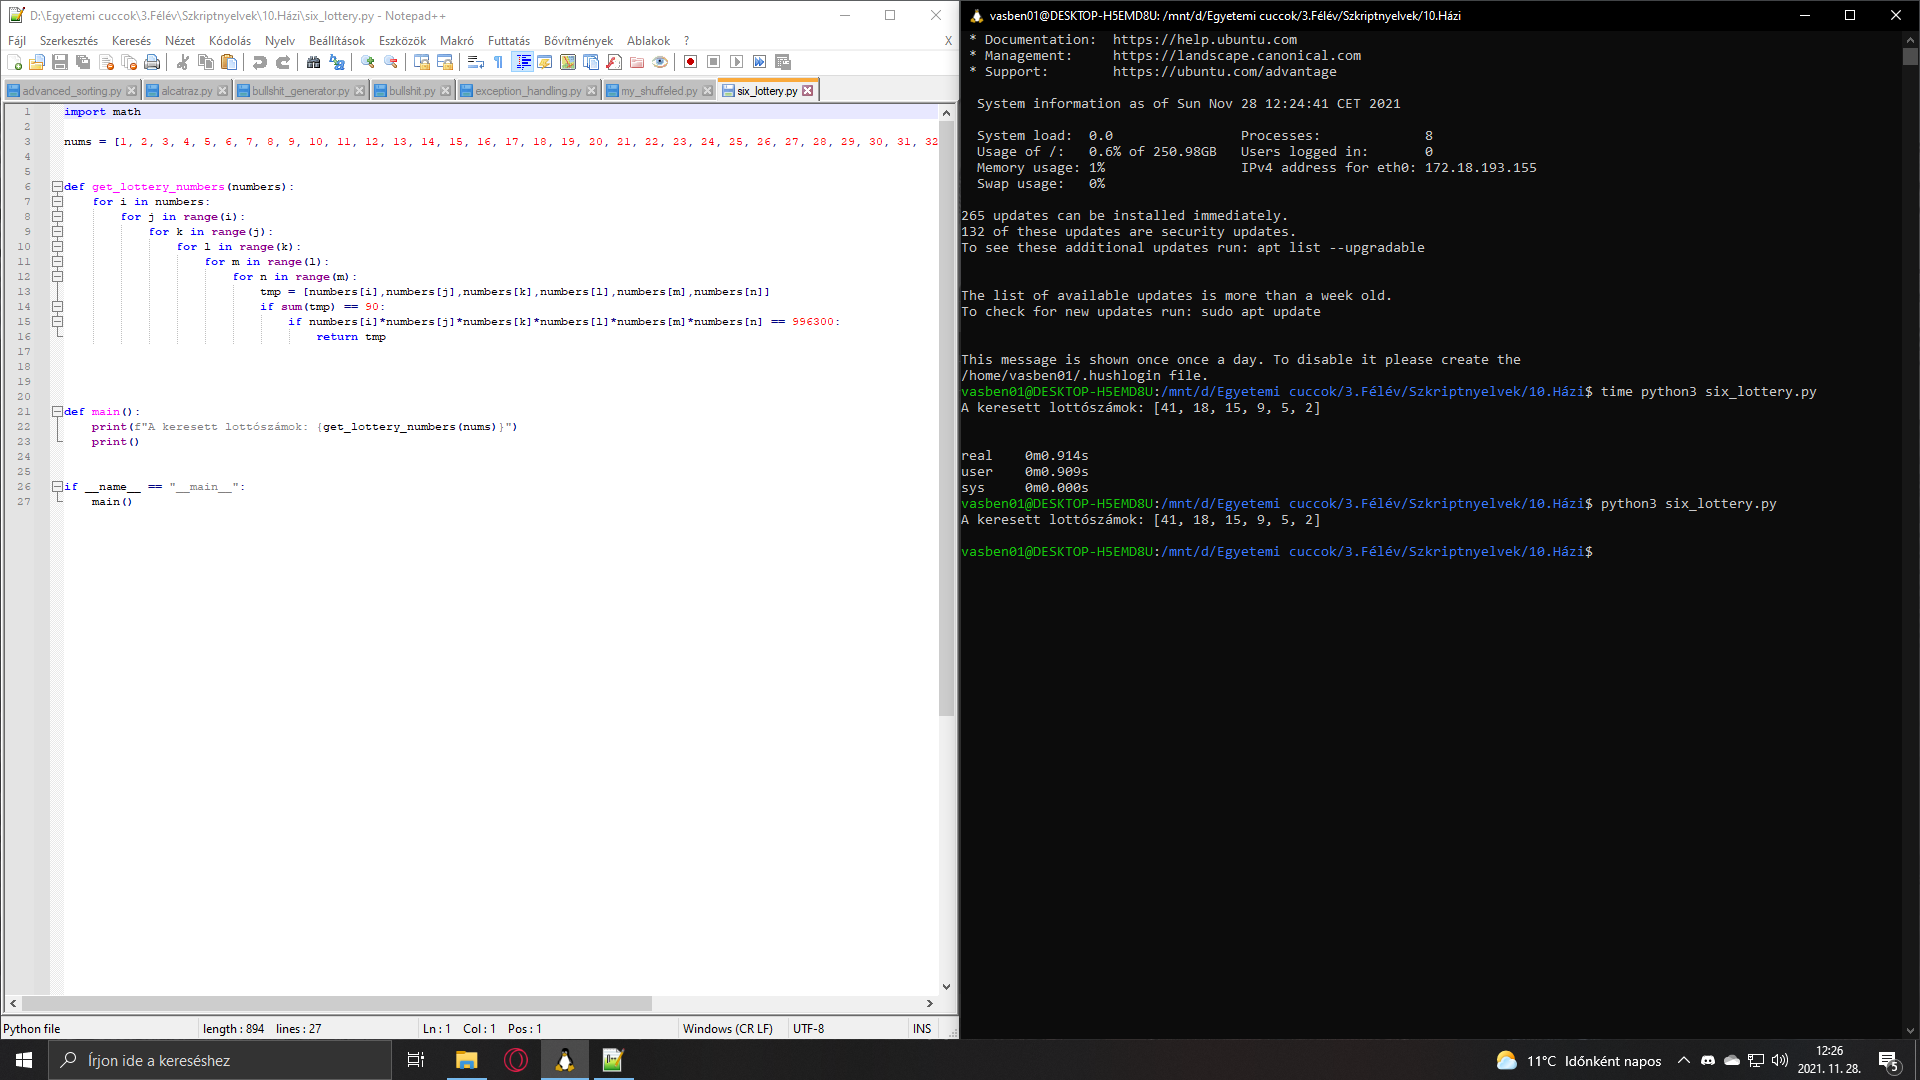 D:\Egyetemi cuccok\3.Félév\Szkriptnyelvek\10.Házi\six_lottery.py - Notepad++
Fájl Szerkesztés Keresés Nézet Kódolás Nyelv Beállítások Eszközök Makró Futtatás Bővítmények Ablakok ? X
advanced_sorting.py alcatraz.py bullshit_generator.py bullshit.py exception_handling.py my_shuffeled.py six_lottery.py
1 import math
2
3 nums = [1, 2, 3, 4, 5, 6, 7, 8, 9, 10, 11, 12, 13, 14, 15, 16, 17, 18, 19, 20, 21, 22, 23, 24, 25, 26, 27, 28, 29, 30, 31, 32
4
5
6 def get_lottery_numbers(numbers):
7 for i in numbers:
8 for j in range(i):
9 for k in range(j):
10 for l in range(k):
11 for m in range(l):
12 for n in range(m):
13 tmp = [numbers[i],numbers[j],numbers[k],numbers[l],numbers[m],numbers[n]]
14 if sum(tmp) == 90:
15 if numbers[i]*numbers[j]*numbers[k]*numbers[l]*numbers[m]*numbers[n] == 996300:
16 return tmp
17
18
19
20
21 def main():
22 print(f"A keresett lottószámok: {get_lottery_numbers(nums)}")
23 print()
24
25
26 if __name__ == "__main__":
27 main()
Python file length : 894 lines : 27 Ln : 1 Col : 1 Pos : 1 Windows (CR LF) UTF-8 INS
vasben01@DESKTOP-H5EMD8U: /mnt/d/Egyetemi cuccok/3.Félév/Szkriptnyelvek/10.Házi
* Documentation: https://help.ubuntu.com
* Management: https://landscape.canonical.com
* Support: https://ubuntu.com/advantage
System information as of Sun Nov 28 12:24:41 CET 2021
System load: 0.0 Processes: 8
Usage of /: 0.6% of 250.98GB Users logged in: 0
Memory usage: 1% IPv4 address for eth0: 172.18.193.155
Swap usage: 0%
265 updates can be installed immediately.
132 of these updates are security updates.
To see these additional updates run: apt list --upgradable
The list of available updates is more than a week old.
To check for new updates run: sudo apt update
This message is shown once once a day. To disable it please create the
/home/vasben01/.hushlogin file.
vasben01@DESKTOP-H5EMD8U:/mnt/d/Egyetemi cuccok/3.Félév/Szkriptnyelvek/10.Házi$ time python3 six_lottery.py
A keresett lottószámok: [41, 18, 15, 9, 5, 2]
real 0m0.914s
user 0m0.909s
sys 0m0.000s
vasben01@DESKTOP-H5EMD8U:/mnt/d/Egyetemi cuccok/3.Félév/Szkriptnyelvek/10.Házi$ python3 six_lottery.py
A keresett lottószámok: [41, 18, 15, 9, 5, 2]
vasben01@DESKTOP-H5EMD8U:/mnt/d/Egyetemi cuccok/3.Félév/Szkriptnyelvek/10.Házi$
Írjon ide a kereséshez
11°C Időnként napos
12:26
2021. 11. 28.
5